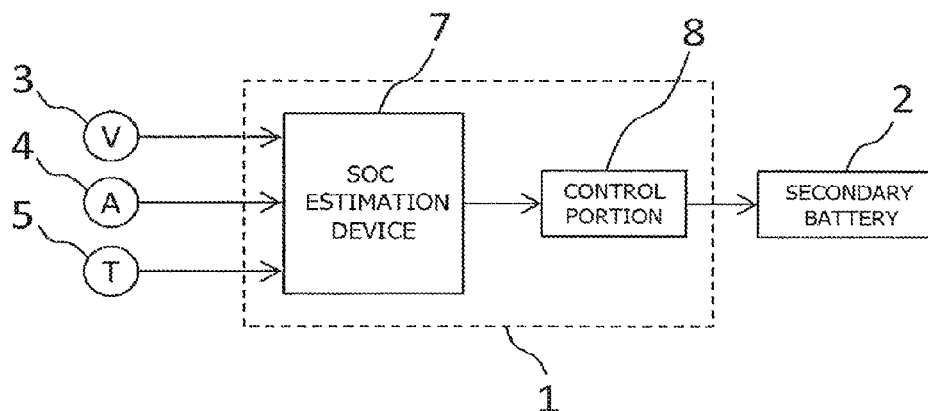 7
8
3
2
V
4
SOC
ESTIMATION
DEVICE
CONTROL
PORTION
SECONDARY
BATTERY
A
5
T
1